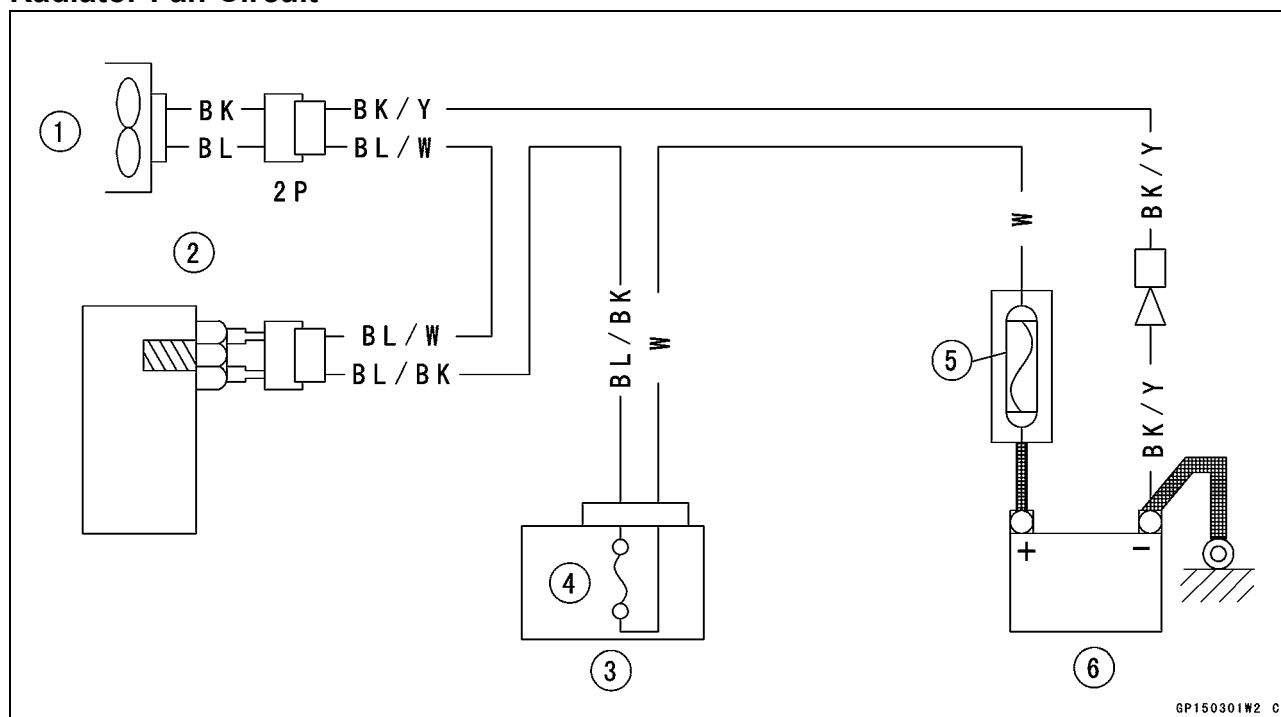 Radiator Fan Circuit
1
BK
BK/Y
BL
BL/W
2P
2
BL/W
BL/BK
BL/BK
W
W
BK/Y
BK/Y
5
4
3
+
-
6
GP150301W2 C